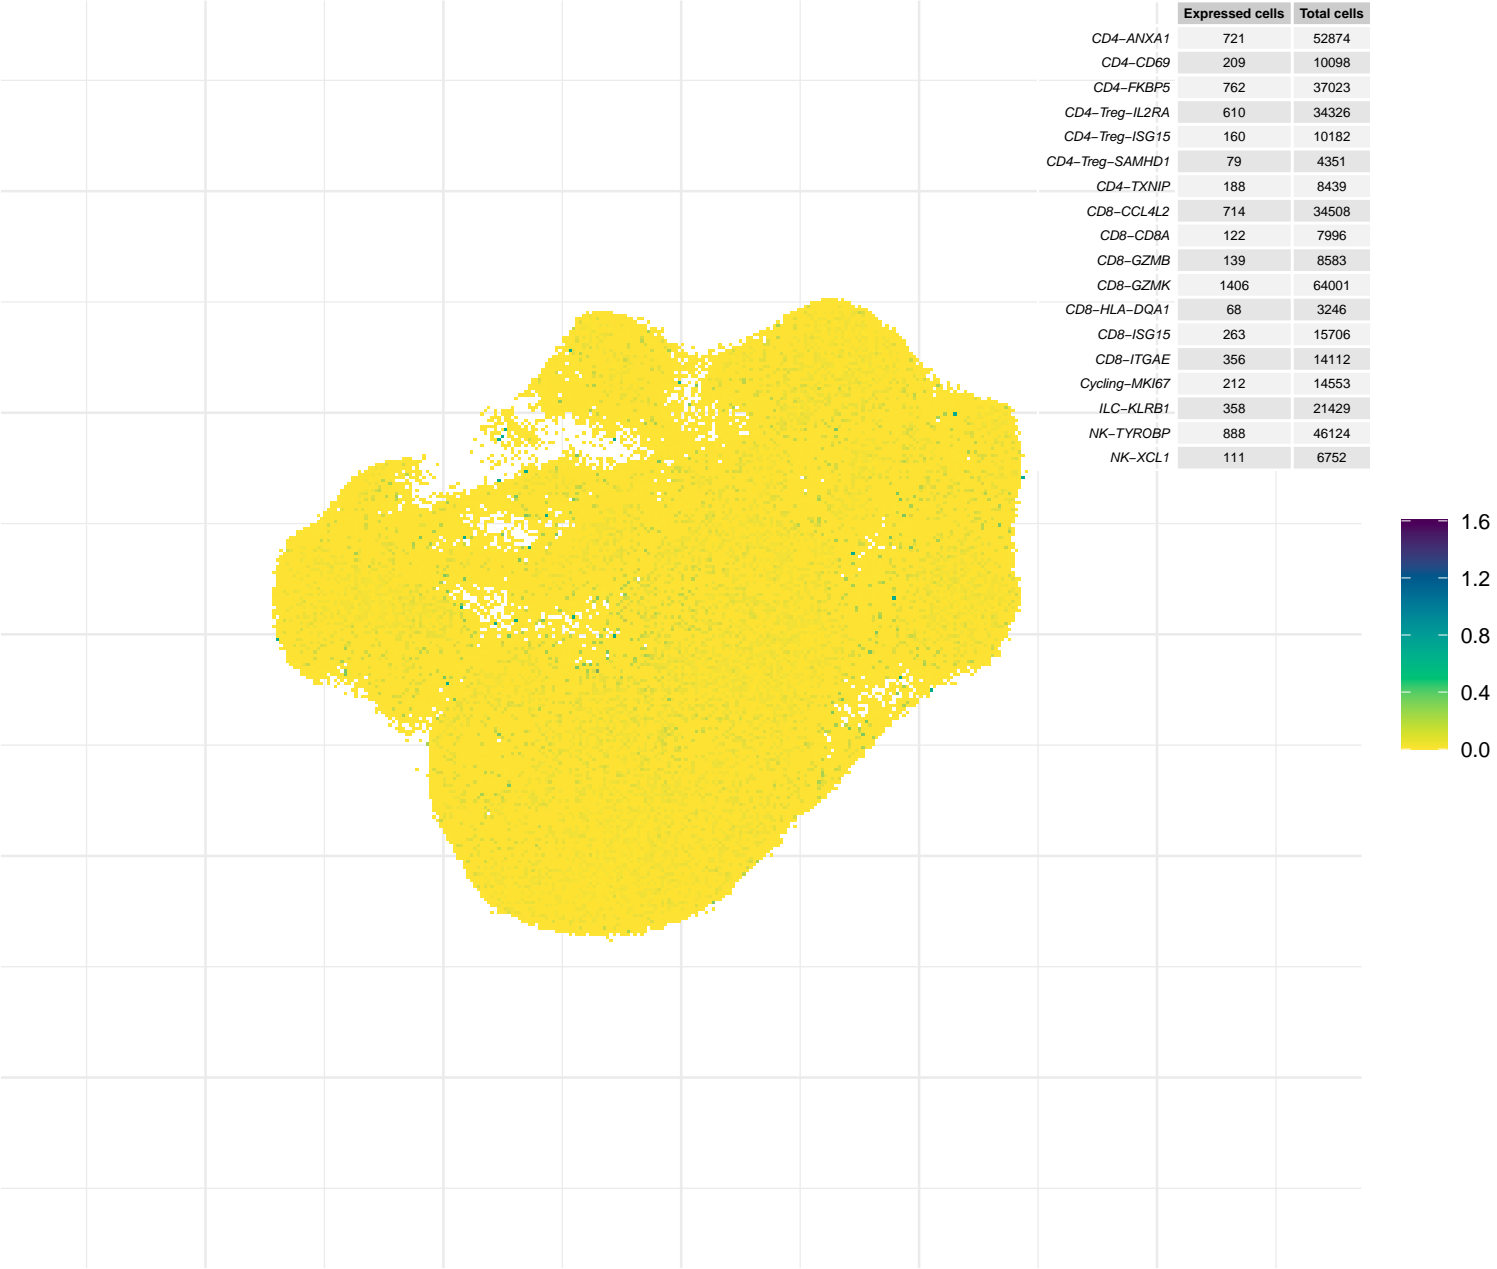 Expressed cells Total cells
CD4−ANXA1 721 52874
CD4−CD69 209 10098
CD4−FKBP5 762 37023
CD4−Treg−IL2RA 610 34326
CD4−Treg−ISG15 160 10182
CD4−Treg−SAMHD1 79 4351
CD4−TXNIP 188 8439
CD8−CCL4L2 714 34508
CD8−CD8A 122 7996
CD8−GZMB 139 8583
CD8−GZMK 1406 64001
CD8−HLA−DQA1 68 3246
CD8−ISG15 263 15706
CD8−ITGAE 356 14112
Cycling−MKI67 212 14553
ILC−KLRB1 358 21429
NK−TYROBP 888 46124
NK−XCL1 111 6752
1.6
1.2
0.8
0.4
0.0